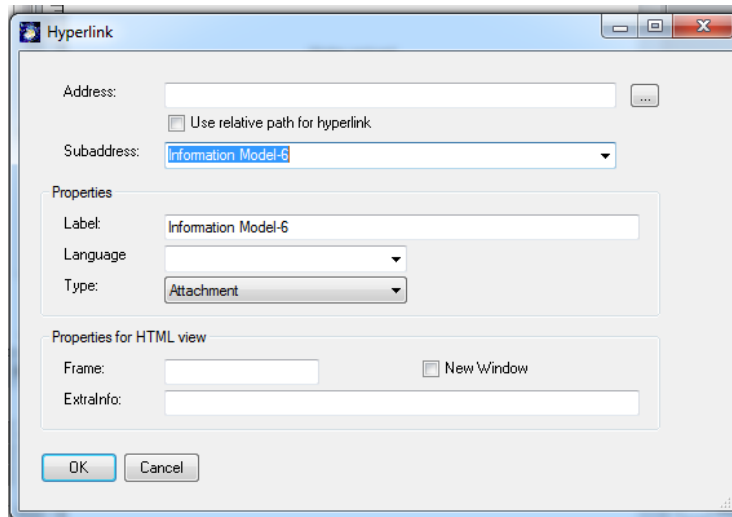 Hyperlink
Address:
...
Use relative path for hyperlink
Subaddress: Information Model-6
Properties
Label: Information Model-6
Language
Type: Attachment
Properties for HTML view
Frame: New Window
ExtraInfo:
OK Cancel